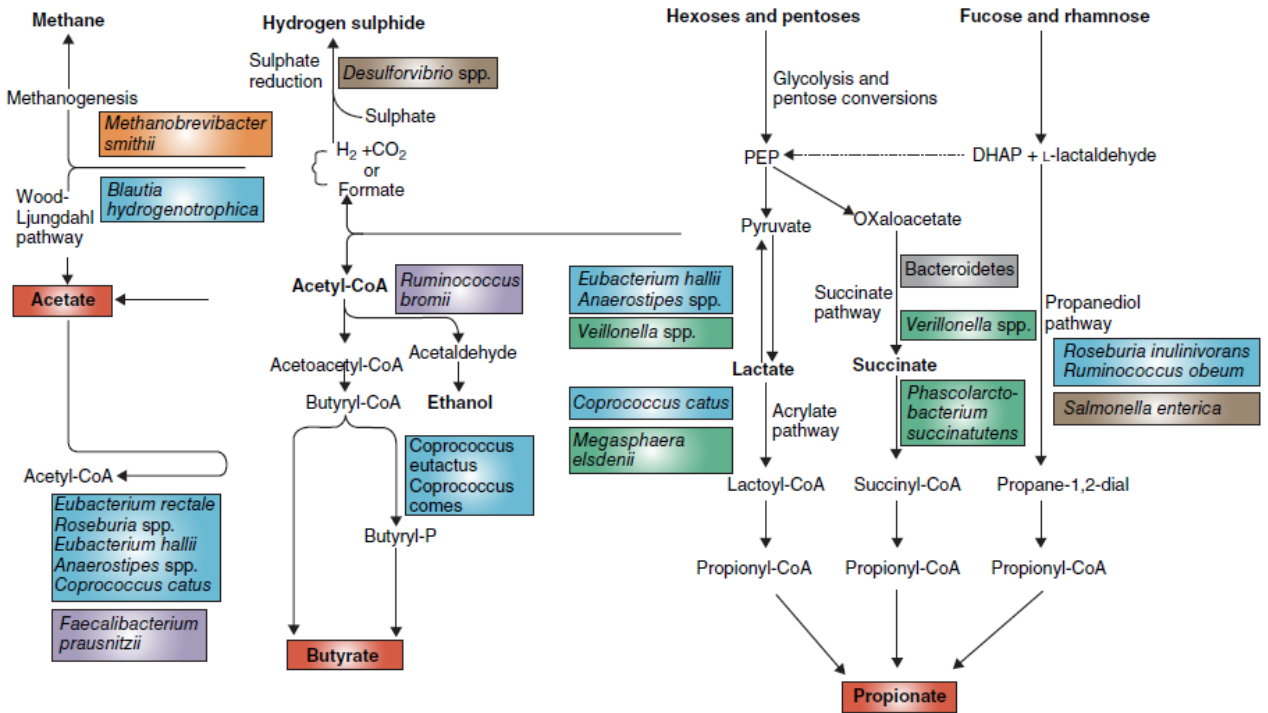 Methane
Methanogenesis
Methanobrevibacter
smithii
Wood-
Ljungdahl
pathway
Blautia
hydrogenotrophica
Acetate
Acetyl-CoA
Eubacterium rectale
Roseburia spp.
Eubacterium hallii
Anaerostipes spp.
Coprococcus catus
Faecalibacterium
prausnitzii
Hydrogen sulphide
Sulphate
reduction
Desulforvibrio spp.
Sulphate
H2 +CO2
or
Formate
Acetyl-CoA
Ruminococcus
bromii
Acetoacetyl-CoA
Acetaldehyde
Butyryl-CoA
Ethanol
Coprococcus
eutactus
Coprococcus
comes
Butyryl-P
Butyrate
Hexoses and pentoses
Glycolysis and
pentose conversions
PEP
Pyruvate
Eubacterium hallii
Anaerostipes spp.
Veillonella spp.
Lactate
Coprococcus catus
Megasphaera
elsdenii
Acrylate
pathway
Lactoyl-CoA
Propionyl-CoA
OXaloacetate
Bacteroidetes
Succinate
pathway
Verillonella spp.
Succinate
Phascolarcto-
bacterium
succinatutens
Succinyl-CoA
Propionyl-CoA
Fucose and rhamnose
DHAP + L-lactaldehyde
Propanediol
pathway
Roseburia inulinivorans
Ruminococcus obeum
Salmonella enterica
Propane-1,2-dial
Propionyl-CoA
Propionate